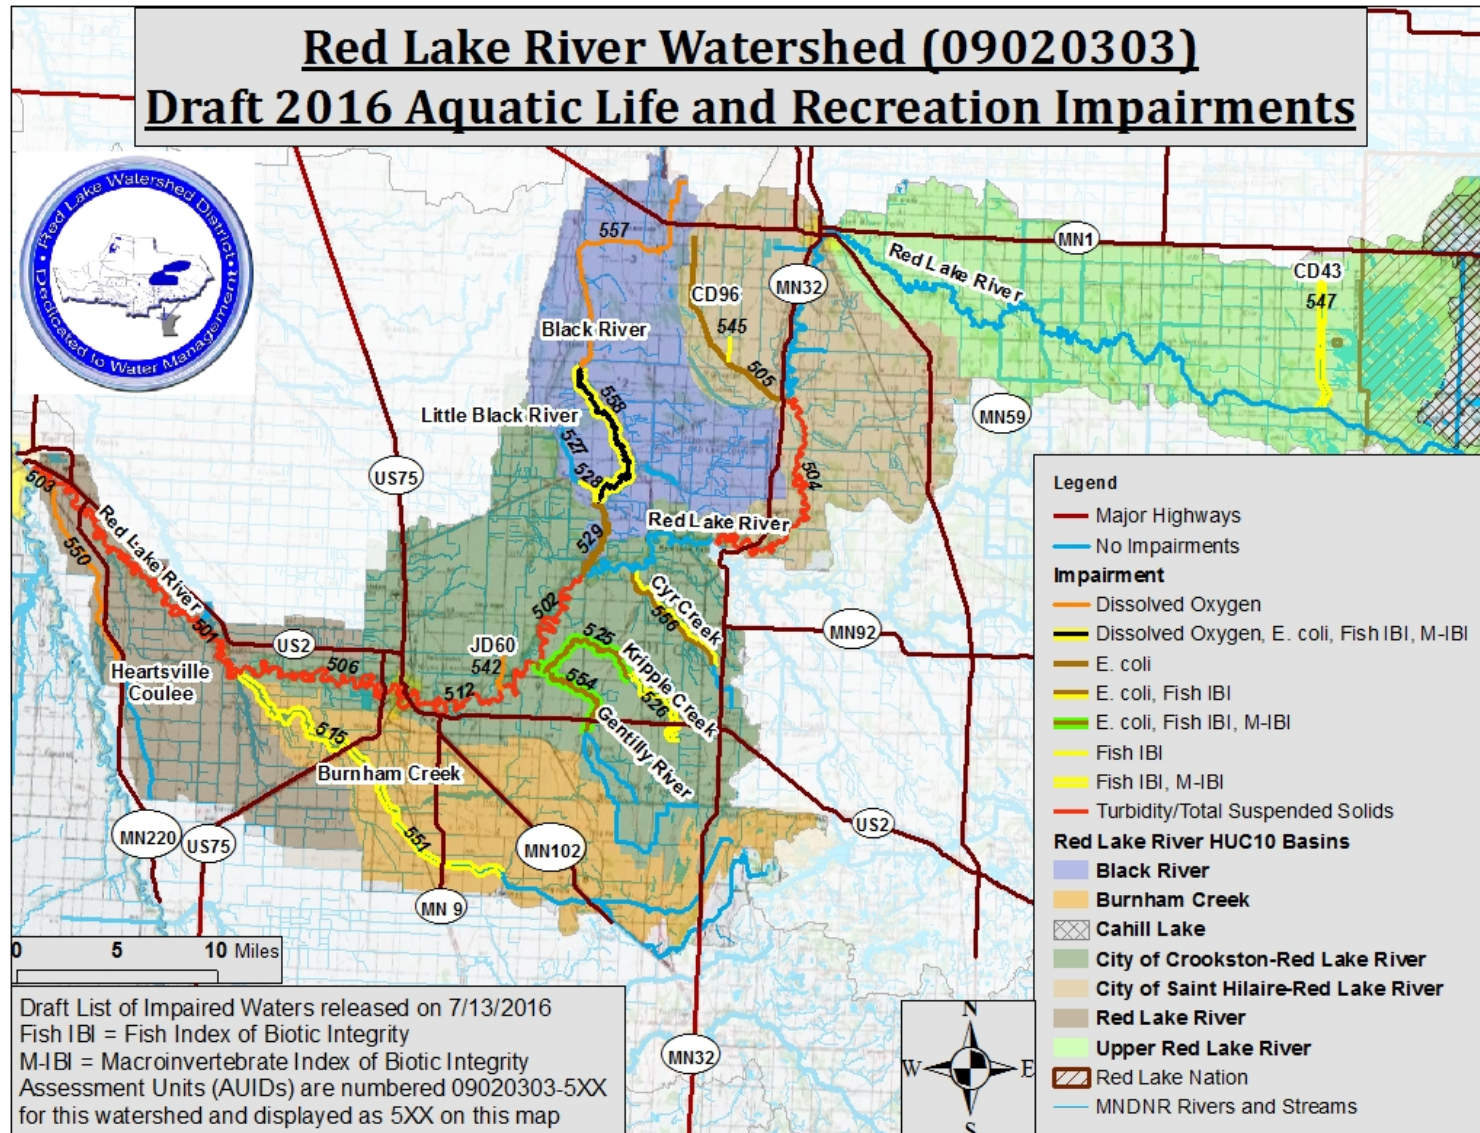 Red Lake River Watershed (09020303)
Draft 2016 Aquatic Life and Recreation Impairments
Red Lake Watershed District
Dedicated to Water Management
557
MN1
Red Lake River
CD43
547
CD96
MN32
545
Black River
505
558
Little Black River
MN59
527
528
US75
504
503
Red Lake River
529
Red Lake River
550
Cyr Creek
556
502
MN92
501
US2
525
Kripple Creek
JD60
542
506
Heartsville
Coulee
554
526
512
Gentilly River
515
Burnham Creek
551
MN220
US75
MN102
US2
MN 9
MN32
0 5 10 Miles
Draft List of Impaired Waters released on 7/13/2016
Fish IBI = Fish Index of Biotic Integrity
M-IBI = Macroinvertebrate Index of Biotic Integrity
Assessment Units (AUIDs) are numbered 09020303-5XX
for this watershed and displayed as 5XX on this map
N
W E
S
Legend
Major Highways
No Impairments
Impairment
Dissolved Oxygen
Dissolved Oxygen, E. coli, Fish IBI, M-IBI
E. coli
E. coli, Fish IBI
E. coli, Fish IBI, M-IBI
Fish IBI
Fish IBI, M-IBI
Turbidity/Total Suspended Solids
Red Lake River HUC10 Basins
Black River
Burnham Creek
Cahill Lake
City of Crookston-Red Lake River
City of Saint Hilaire-Red Lake River
Red Lake River
Upper Red Lake River
Red Lake Nation
MNDNR Rivers and Streams